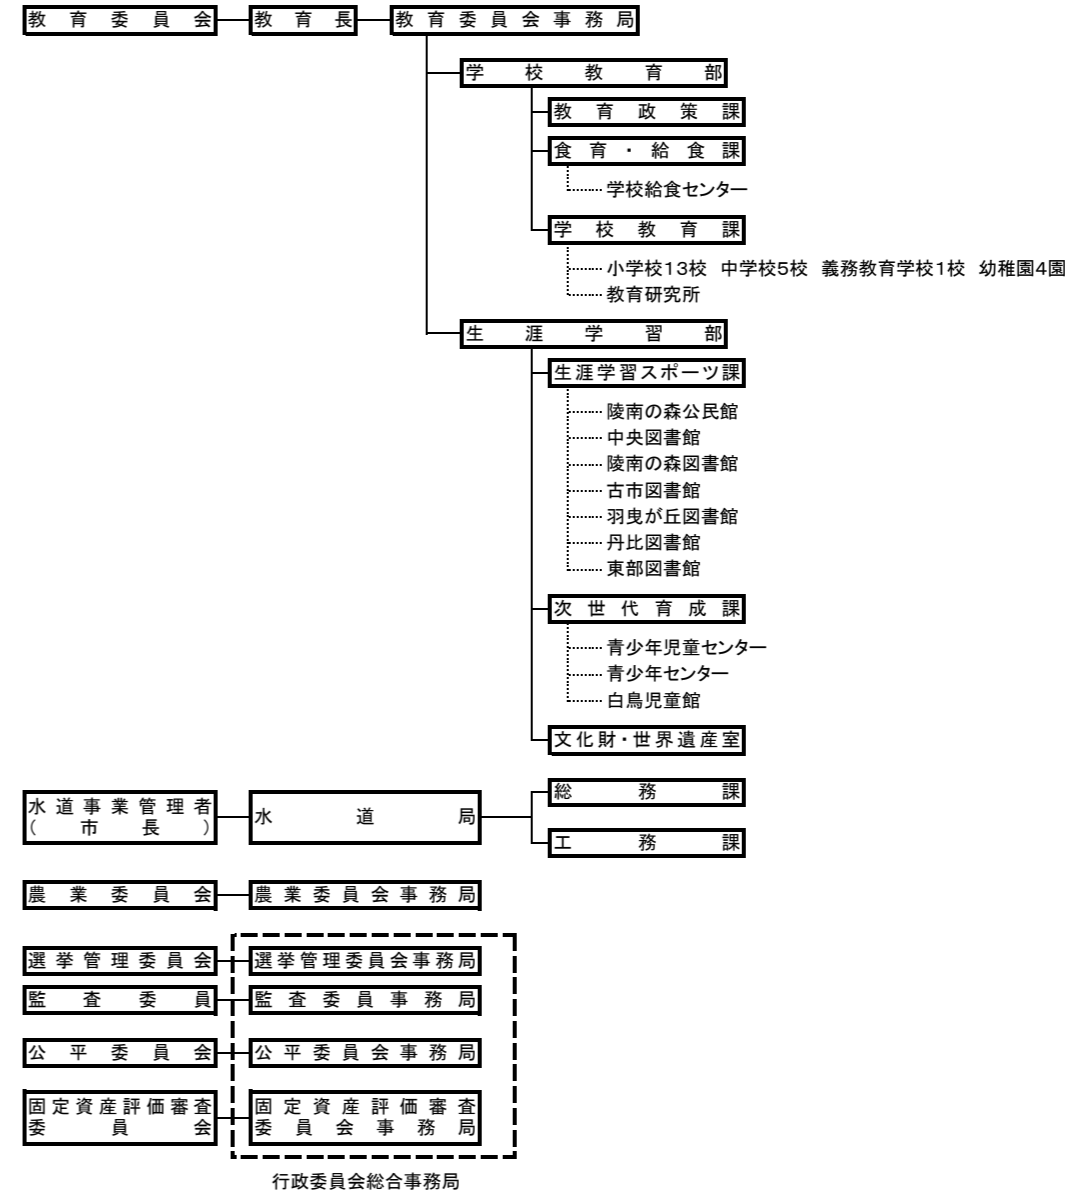 教育委員会 教育長 教育委員会事務局
学校教育部
教育政策課
食育・給食課
学校給食センター
学校教育課
小学校13校 中学校5校 義務教育学校1校 幼稚園4園
教育研究所
生涯学習部
生涯学習スポーツ課
陵南の森公民館
中央図書館
陵南の森図書館
古市図書館
羽曳が丘図書館
丹比図書館
東部図書館
次世代育成課
青少年児童センター
青少年センター
白鳥児童館
文化財・世界遺産室
水道事業管理者
(市長)
水道局
総務課
工務課
農業委員会 農業委員会事務局
選挙管理委員会 選挙管理委員会事務局
監査委員 監査委員事務局
公平委員会 公平委員会事務局
固定資産評価審査
委員会
固定資産評価審査
委員会事務局
行政委員会総合事務局